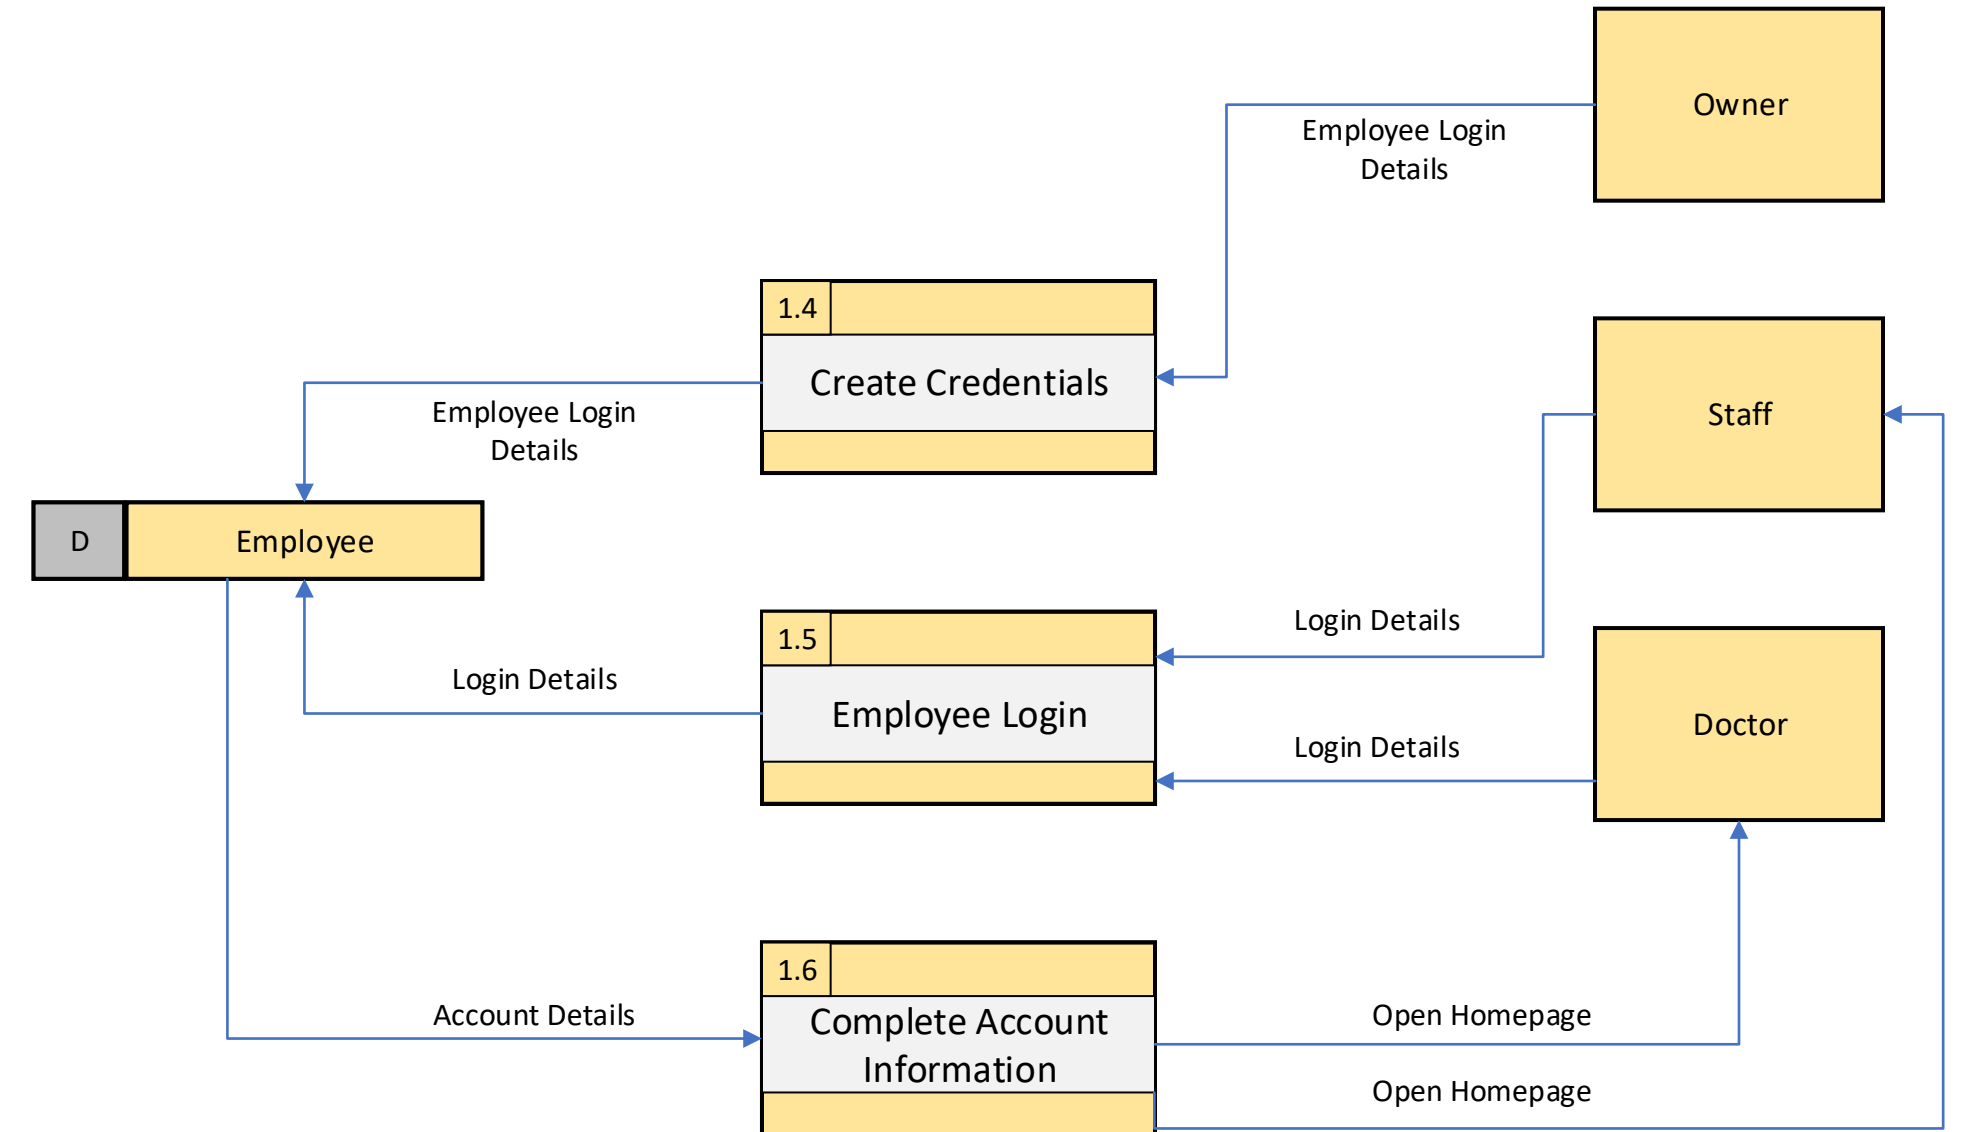 Owner
Employee Login
Details
1.4
Create Credentials
Staff
Employee Login
Details
D
Employee
1.5
Login Details
Login Details
Employee Login
Doctor
Login Details
1.6
Account Details
Complete Account
Information
Open Homepage
Open Homepage